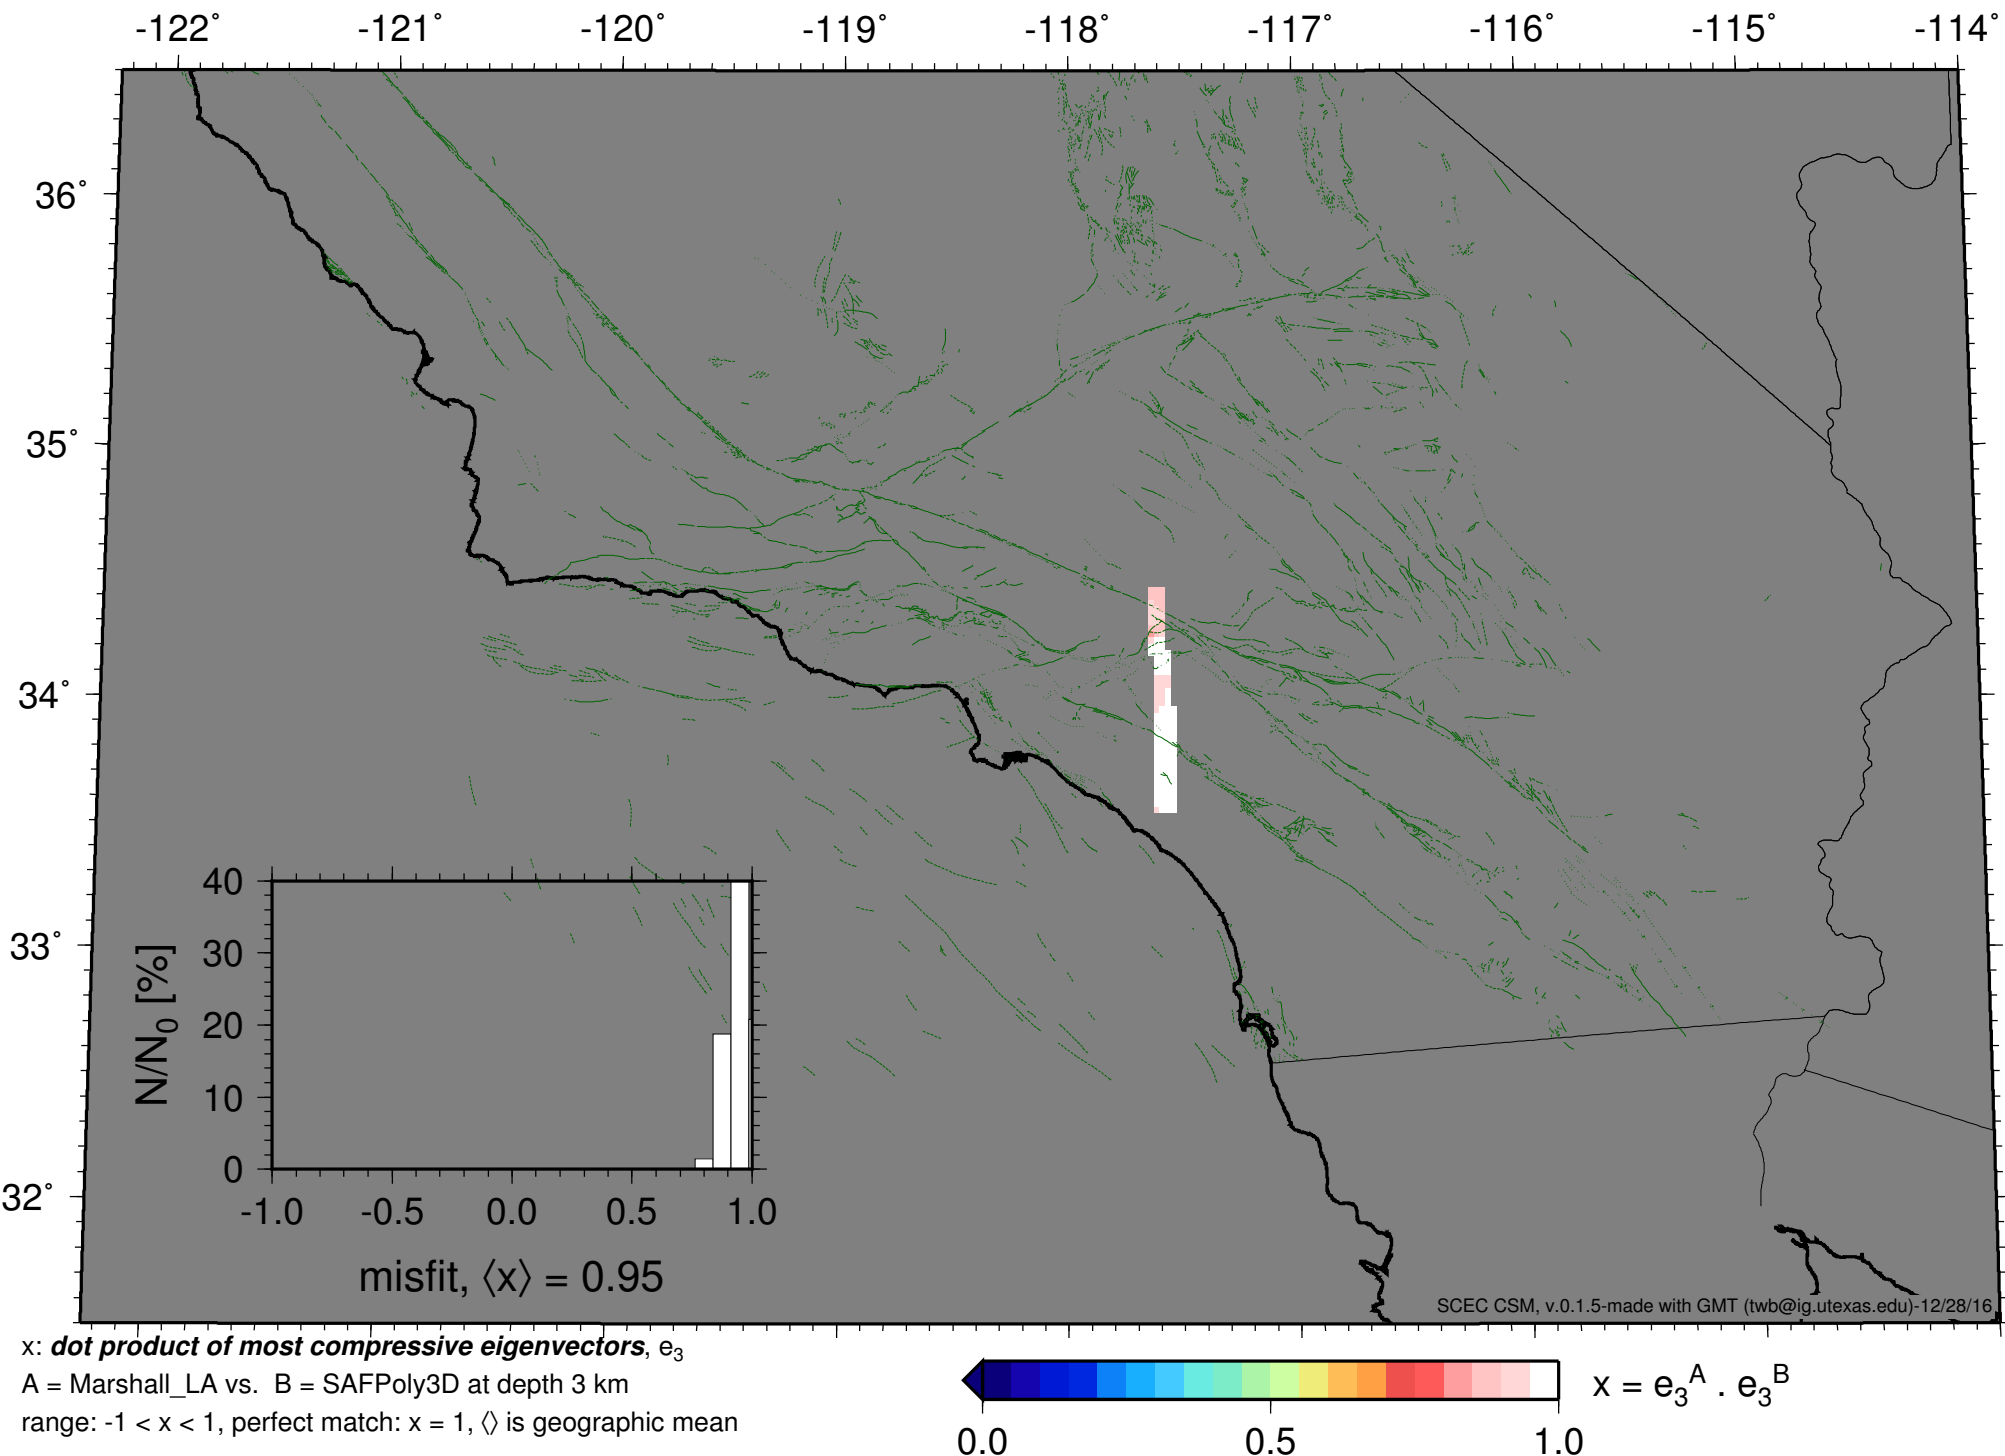 -122° -121° -120° -119° -118° -117° -116° -115° -114°
36°
35°
34°
33°
32°
40
30
20
10
0
N/N0 [%]
-1.0 -0.5 0.0 0.5 1.0
misfit, ⟨x⟩ = 0.95
SCEC CSM, v.0.1.5-made with GMT (twb@ig.utexas.edu)-12/28/16
x: dot product of most compressive eigenvectors, e3
A = Marshall_LA vs. B = SAFPoly3D at depth 3 km
range: -1 < x < 1, perfect match: x = 1, ⟨⟩ is geographic mean
x = e3^A . e3^B
0.0 0.5 1.0